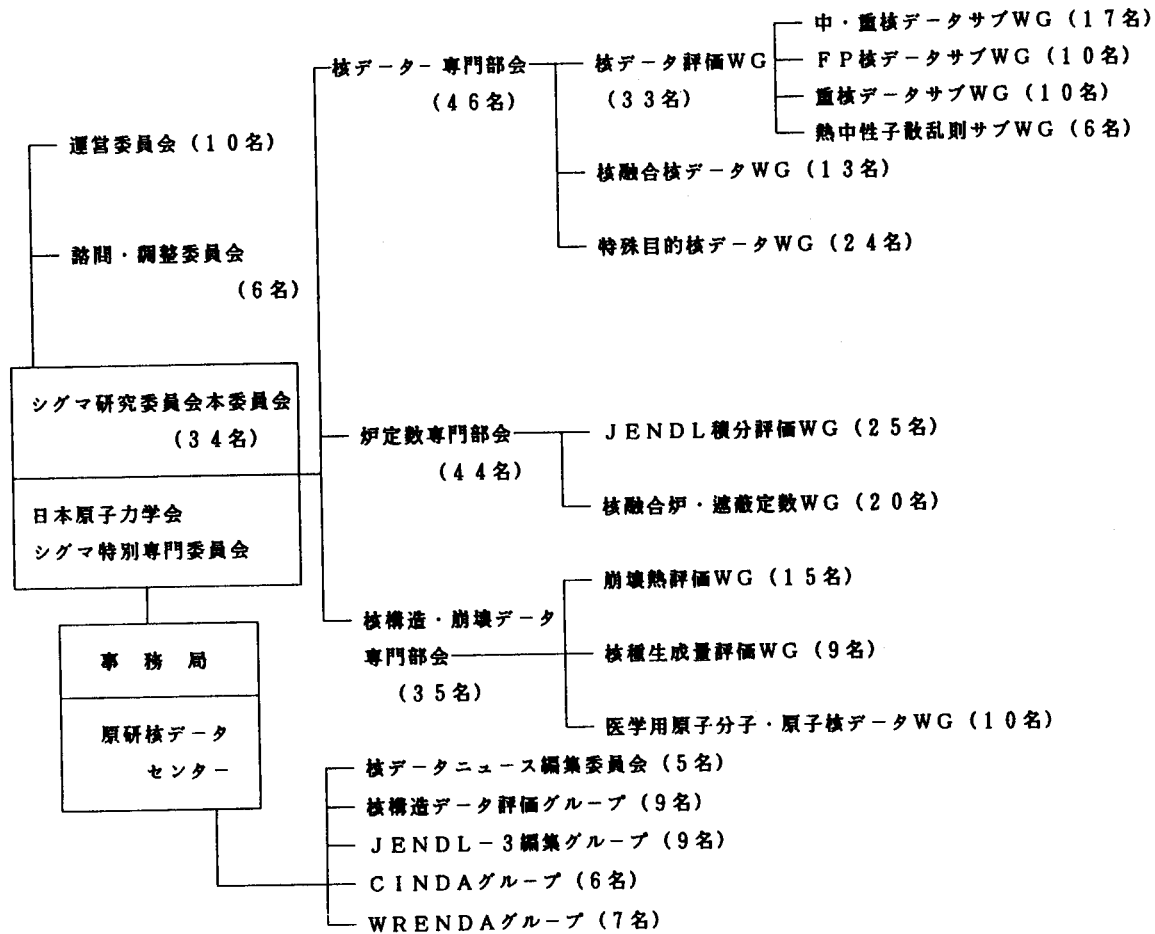 運営委員会 (10名)
諮問・調整委員会
(6名)
シグマ研究委員会本委員会
(34名)
日本原子力学会
シグマ特別専門委員会
事務局
原研核データ
センター
核データ－専門部会
(46名)
核データ評価WG
(33名)
中・重核データサブWG (17名)
FP核データサブWG (10名)
重核データサブWG (10名)
熱中性子散乱則サブWG (6名)
核融合核データWG (13名)
特殊目的核データWG (24名)
炉定数専門部会
(44名)
JENDL積分評価WG (25名)
核融合炉・遮蔽定数WG (20名)
核構造・崩壊データ
専門部会
(35名)
崩壊熱評価WG (15名)
核種生成量評価WG (9名)
医学用原子分子・原子核データWG (10名)
核データニュース編集委員会 (5名)
核構造データ評価グループ (9名)
JENDL－3編集グループ (9名)
CINDAグループ (6名)
WRENDAグループ (7名)